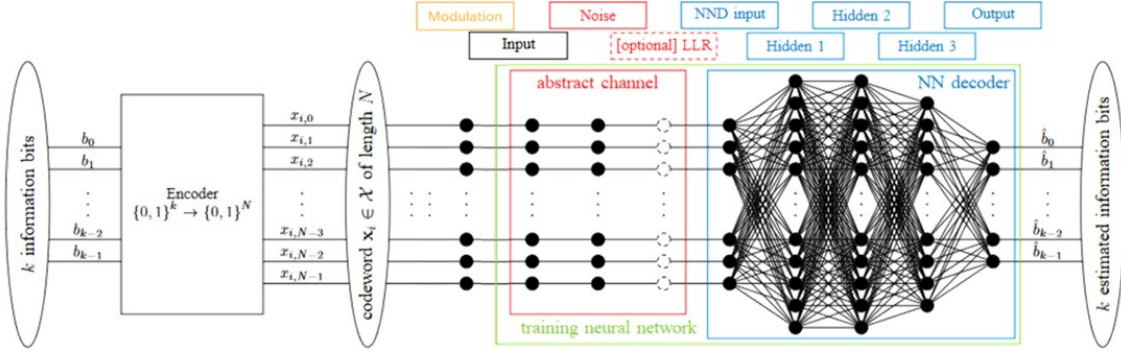 Modulation
Noise
NND input
Hidden 2
Output
Input
[optional] LLR
Hidden 1
Hidden 3
abstract channel
NN decoder
training neural network
k information bits
b₀
b₁
bₖ₋₂
bₖ₋₁
Encoder
{0, 1}ᵏ → {0, 1}ᴺ
xᵢ,₀
xᵢ,₁
xᵢ,₂
xᵢ,N₋₃
xᵢ,N₋₂
xᵢ,N₋₁
codeword xᵢ ∈ 𝒳 of length N
b̂₀
b̂₁
b̂ₖ₋₂
b̂ₖ₋₁
k estimated information bits